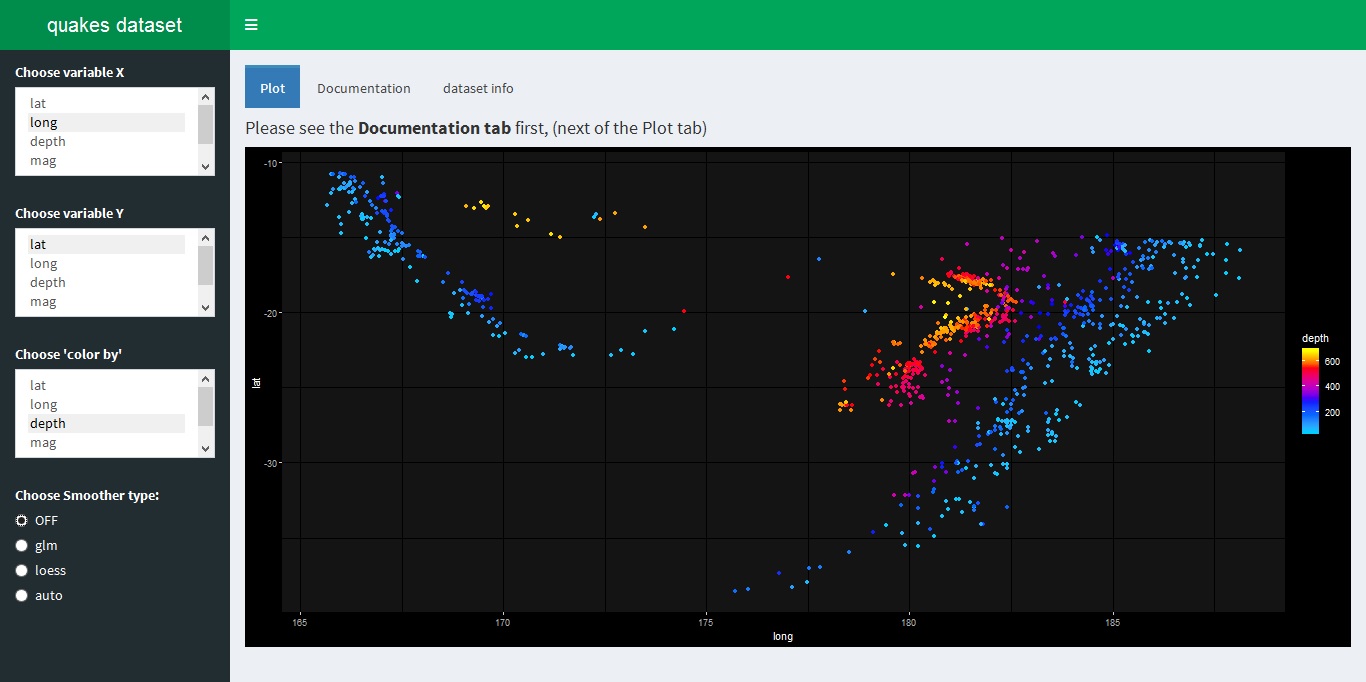 quakes dataset
Choose variable X
lat
long
depth
mag
Choose variable Y
lat
long
depth
mag
Choose 'color by'
lat
long
depth
mag
Choose Smoother type:
OFF
glm
loess
auto
Plot Documentation dataset info
Please see the Documentation tab first, (next of the Plot tab)
-10
-20
-30
lat
165 170 175 180 185
long
depth
600
400
200